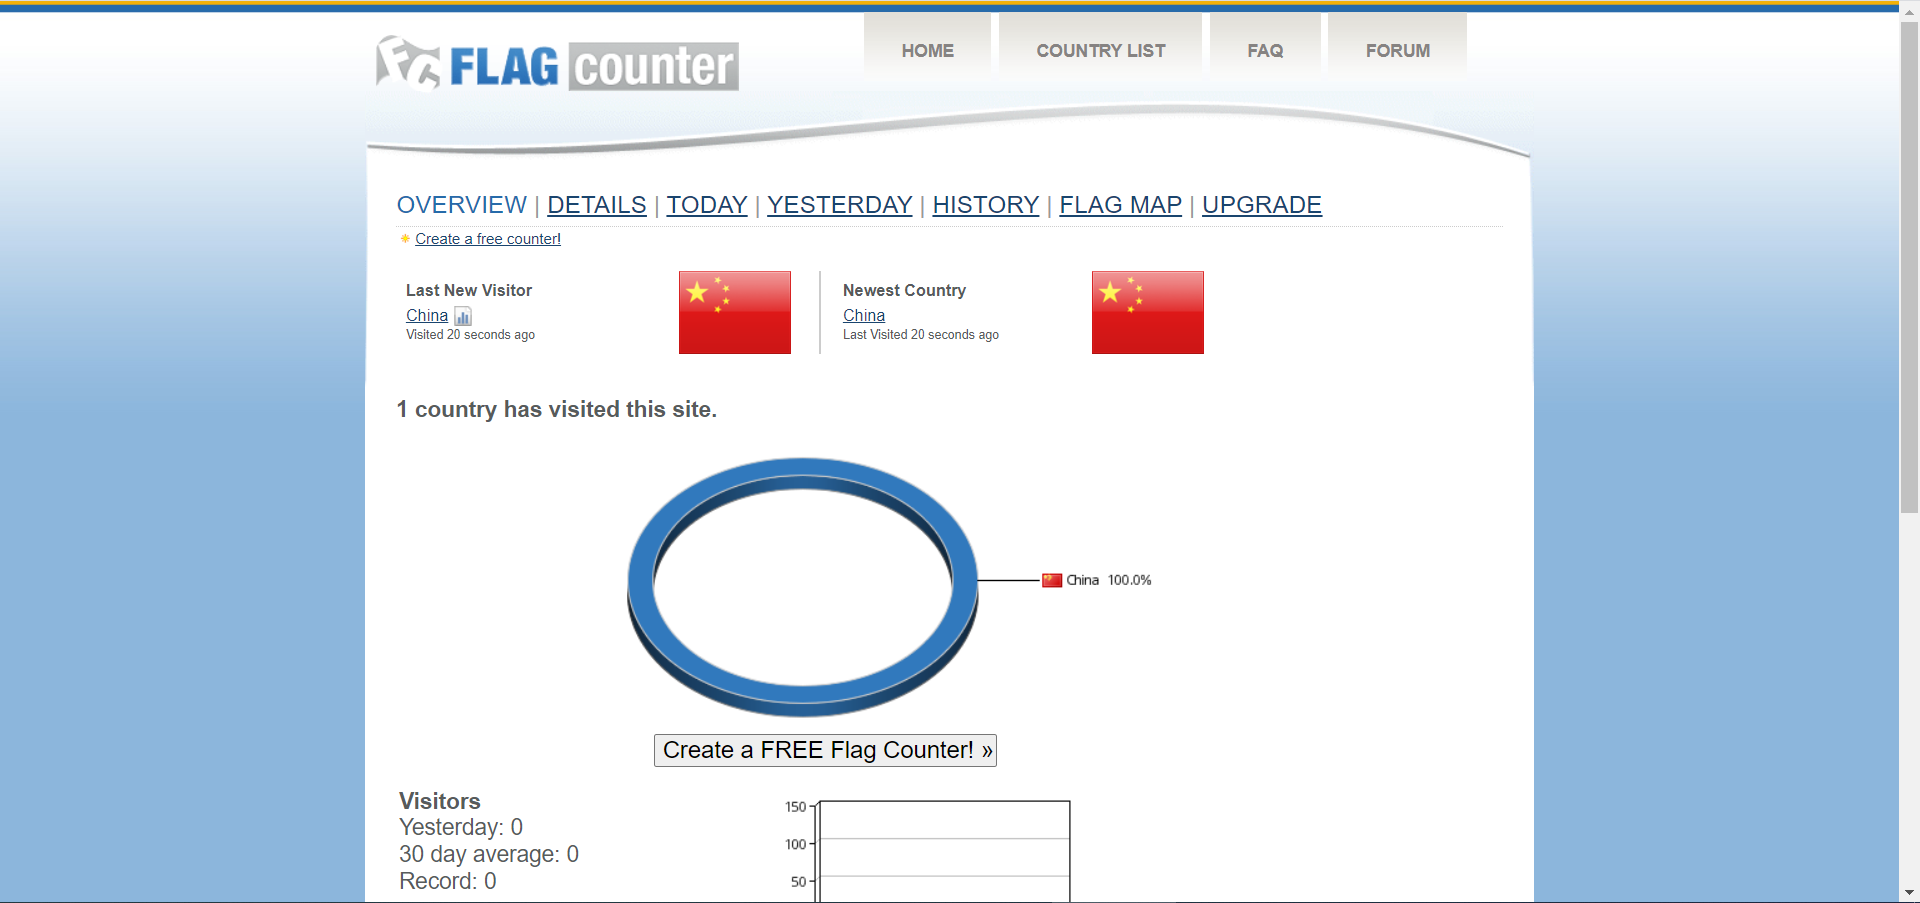 FC FLAG counter
HOME
COUNTRY LIST
FAQ
FORUM
OVERVIEW | DETAILS | TODAY | YESTERDAY | HISTORY | FLAG MAP | UPGRADE
Create a free counter!
Last New Visitor
China
Visited 20 seconds ago
Newest Country
China
Last Visited 20 seconds ago
1 country has visited this site.
China 100.0%
Create a FREE Flag Counter! »
Visitors
Yesterday: 0
30 day average: 0
Record: 0
150
100
50